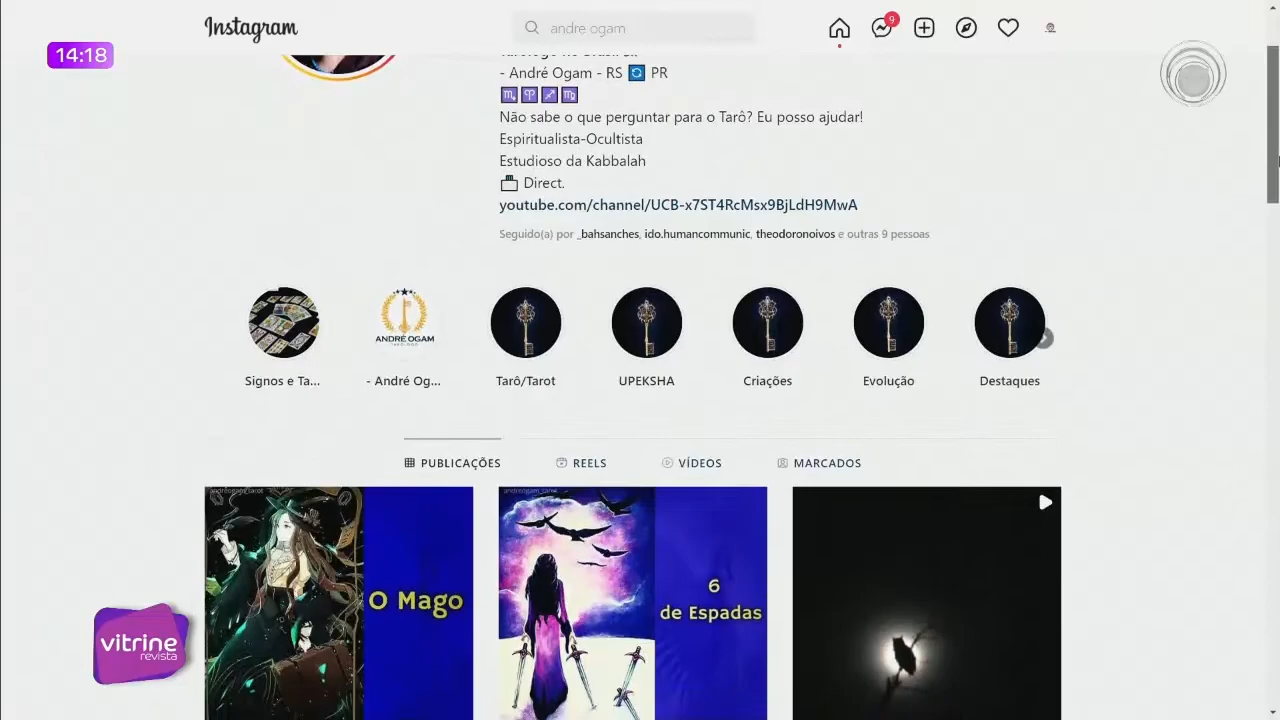 Instagram
andre ogam
9
14:18
- André Ogam - RS 🔄 PR
♏ ♈ ♐ ♍
Não sabe o que perguntar para o Tarô? Eu posso ajudar!
Espiritualista-Ocultista
Estudioso da Kabbalah
Direct.
youtube.com/channel/UCB-x7ST4RcMsx9BjLdH9MwA
Seguido(a) por _bahsanches, ido.humancommunic, theodoronoivos e outras 9 pessoas
ANDRÉ OGAM
Signos e Ta...
- André Og...
Tarô/Tarot
UPEKSHA
Criações
Evolução
Destaques
PUBLICAÇÕES
REELS
VÍDEOS
MARCADOS
andreogam_tarot
andreogam_tarot
O Mago
6
de Espadas
vitrine
revista